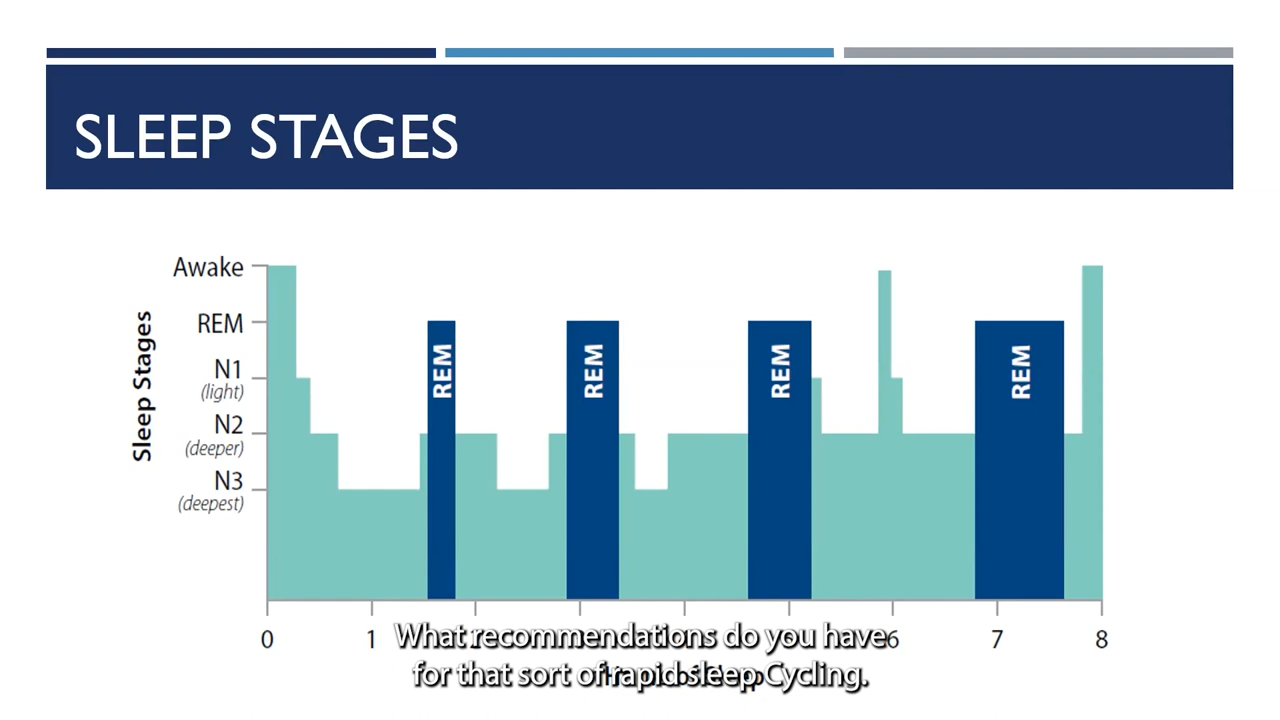 SLEEP STAGES
Sleep Stages
Awake
REM
N1
(light)
N2
(deeper)
N3
(deepest)
REM
REM
REM
REM
0 1 6 7 8
What recommendations do you have
for that sort of rapid sleep Cycling.